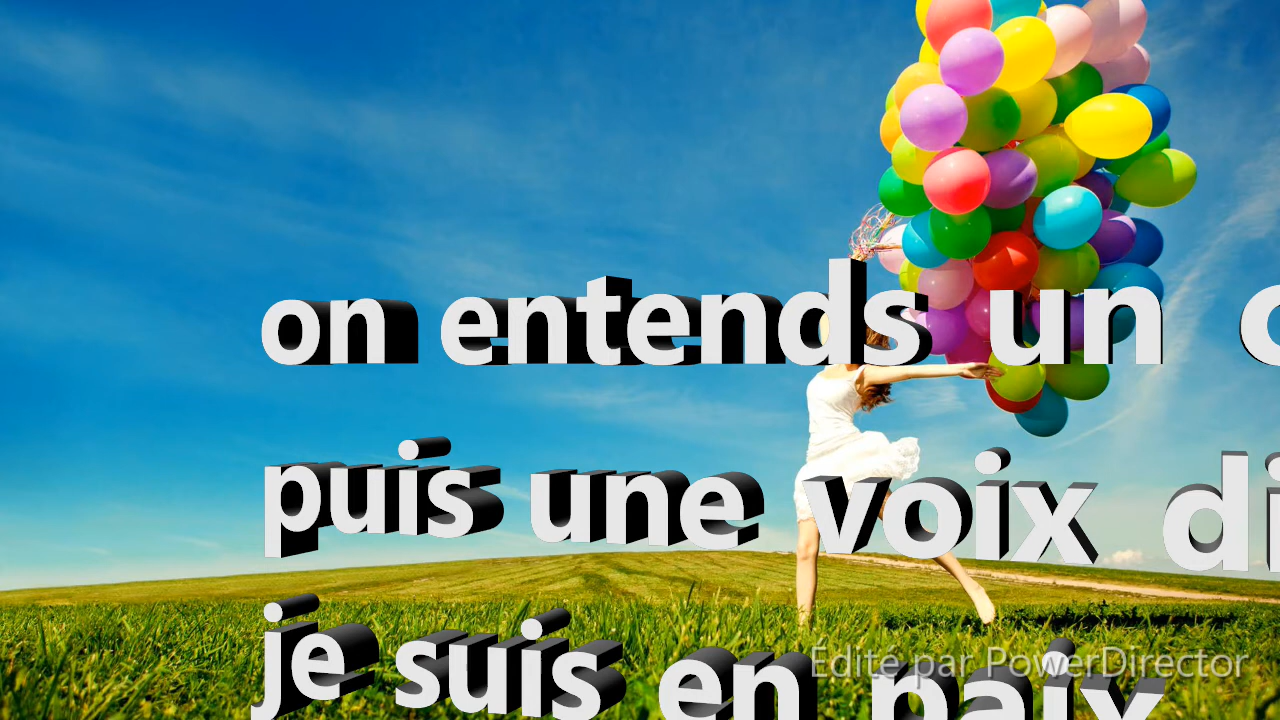 on entends un
puis une voix
je suis en paix
Édité par PowerDirector